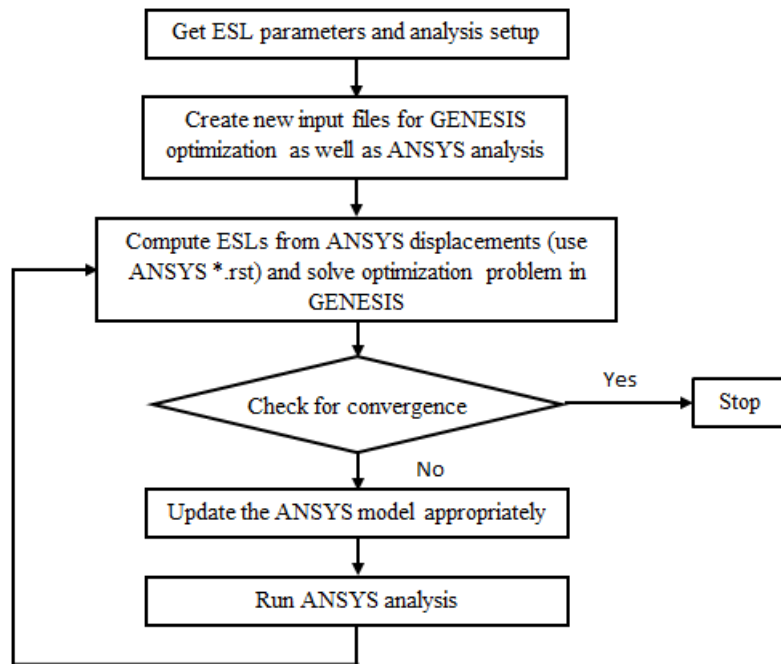 Get ESL parameters and analysis setup
Create new input files for GENESIS
optimization as well as ANSYS analysis
Compute ESLs from ANSYS displacements (use
ANSYS *.rst) and solve optimization problem in
GENESIS
Check for convergence
Yes
Stop
No
Update the ANSYS model appropriately
Run ANSYS analysis